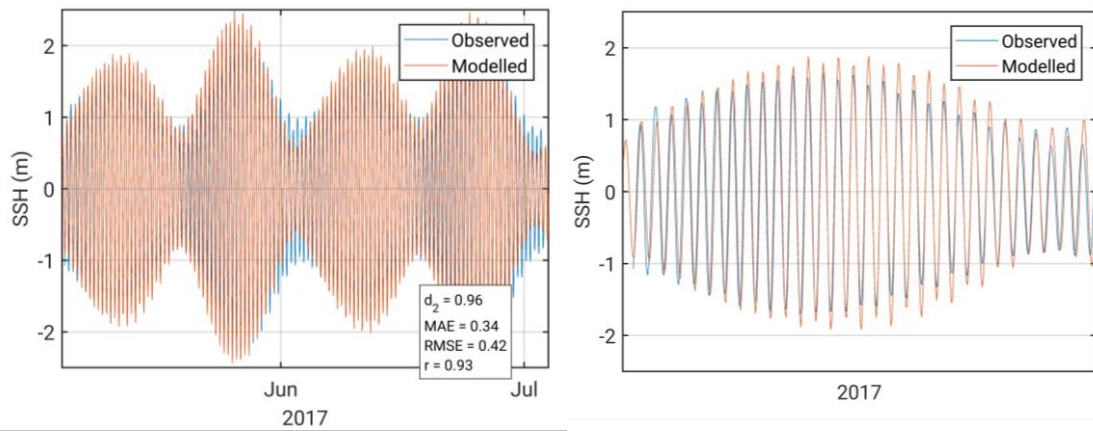 2
1
0
-1
-2
SSH (m)
Observed
Modelled
d2 = 0.96
MAE = 0.34
RMSE = 0.42
r = 0.93
Jun
Jul
2017
2
1
0
-1
-2
SSH (m)
Observed
Modelled
2017